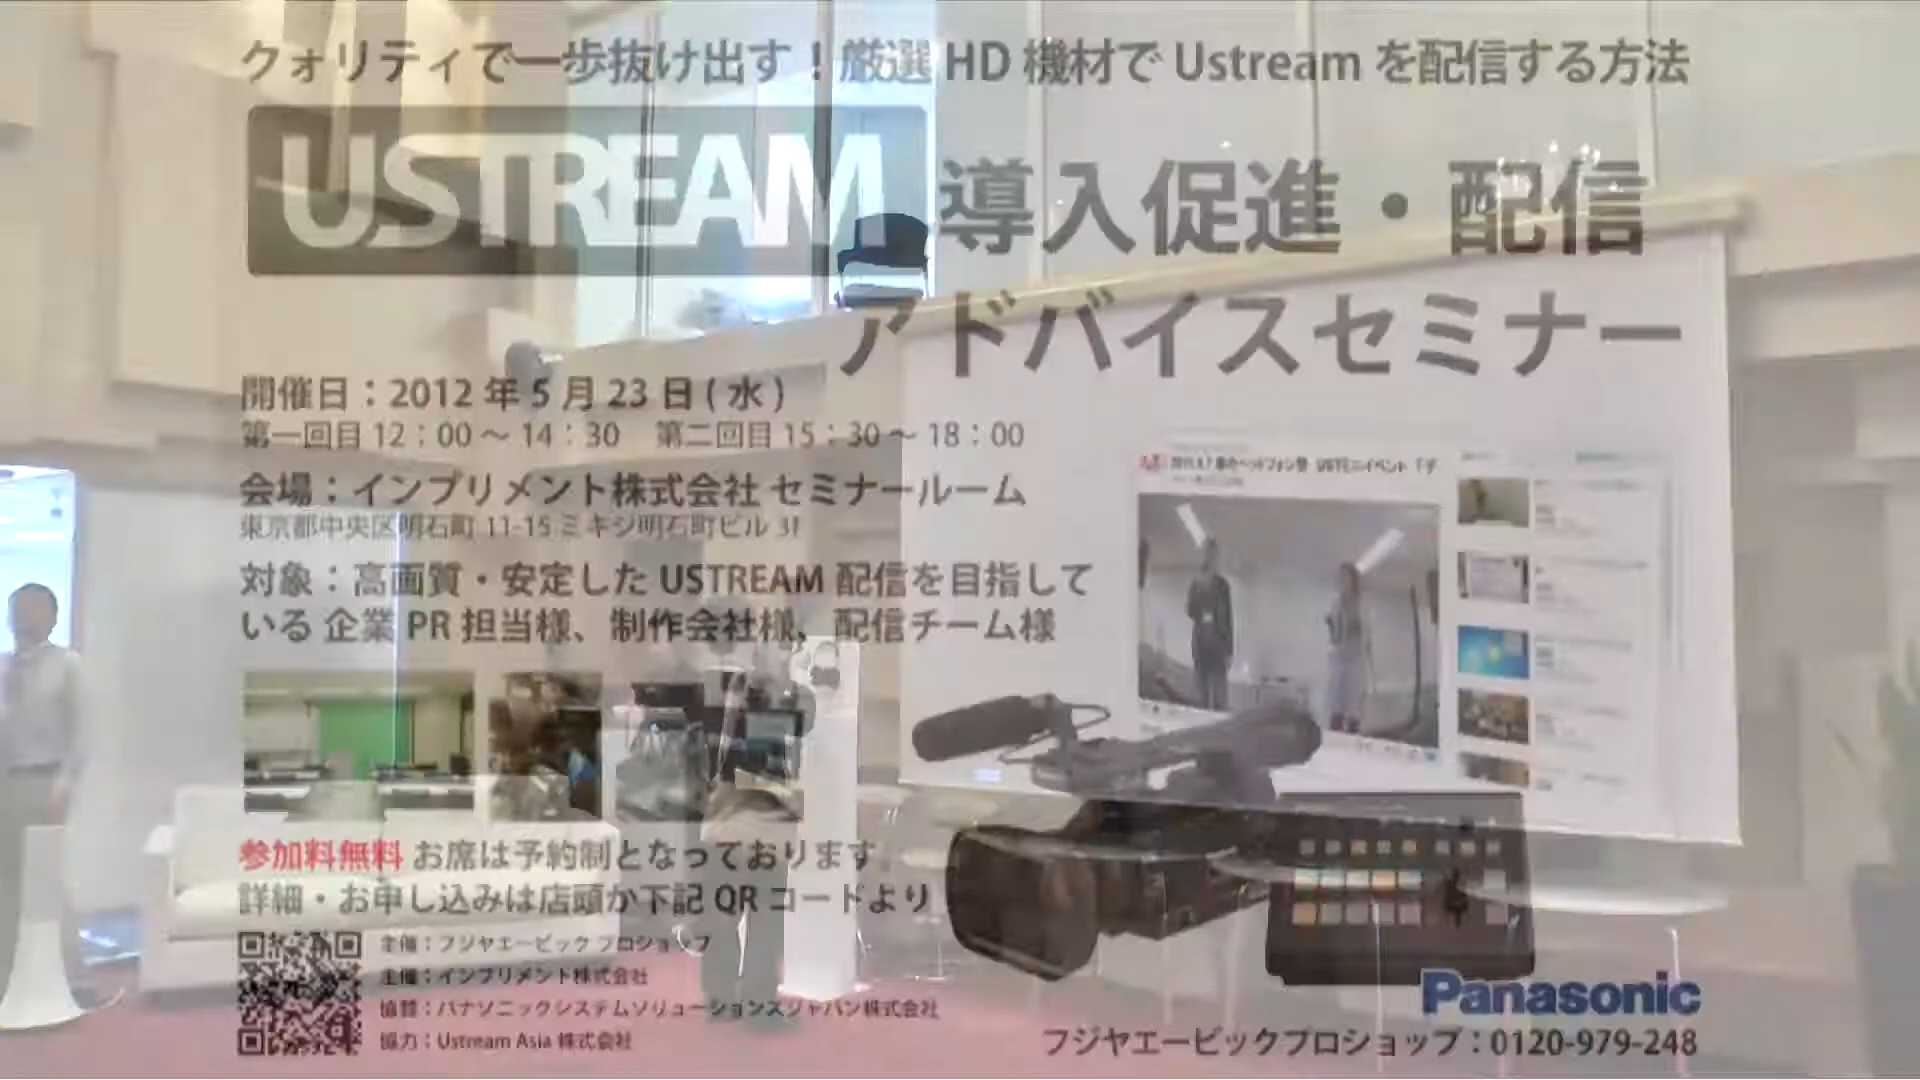 クォリティで一歩抜け出す！厳選 HD 機材で Ustream を配信する方法
USTREAM 導入促進・配信
アドバイスセミナー
開催日：2012 年 5 月 23 日 ( 水 )
第一回目 12：00～14：30　第二回目 15：30～18：00
会場：インプリメント株式会社 セミナールーム
東京都中央区明石町 11-15 ミキジ明石町ビル 3f
対象：高画質・安定した USTREAM 配信を目指して
いる 企業 PR 担当様、制作会社様、配信チーム様
参加料無料 お席は予約制となっております
詳細・お申し込みは店頭か下記 QR コードより
主催：フジヤエービック プロショップ
主催：インプリメント株式会社
協賛：パナソニックシステムソリューションズジャパン株式会社
協力：Ustream Asia 株式会社
Panasonic
フジヤエービックプロショップ：0120-979-248